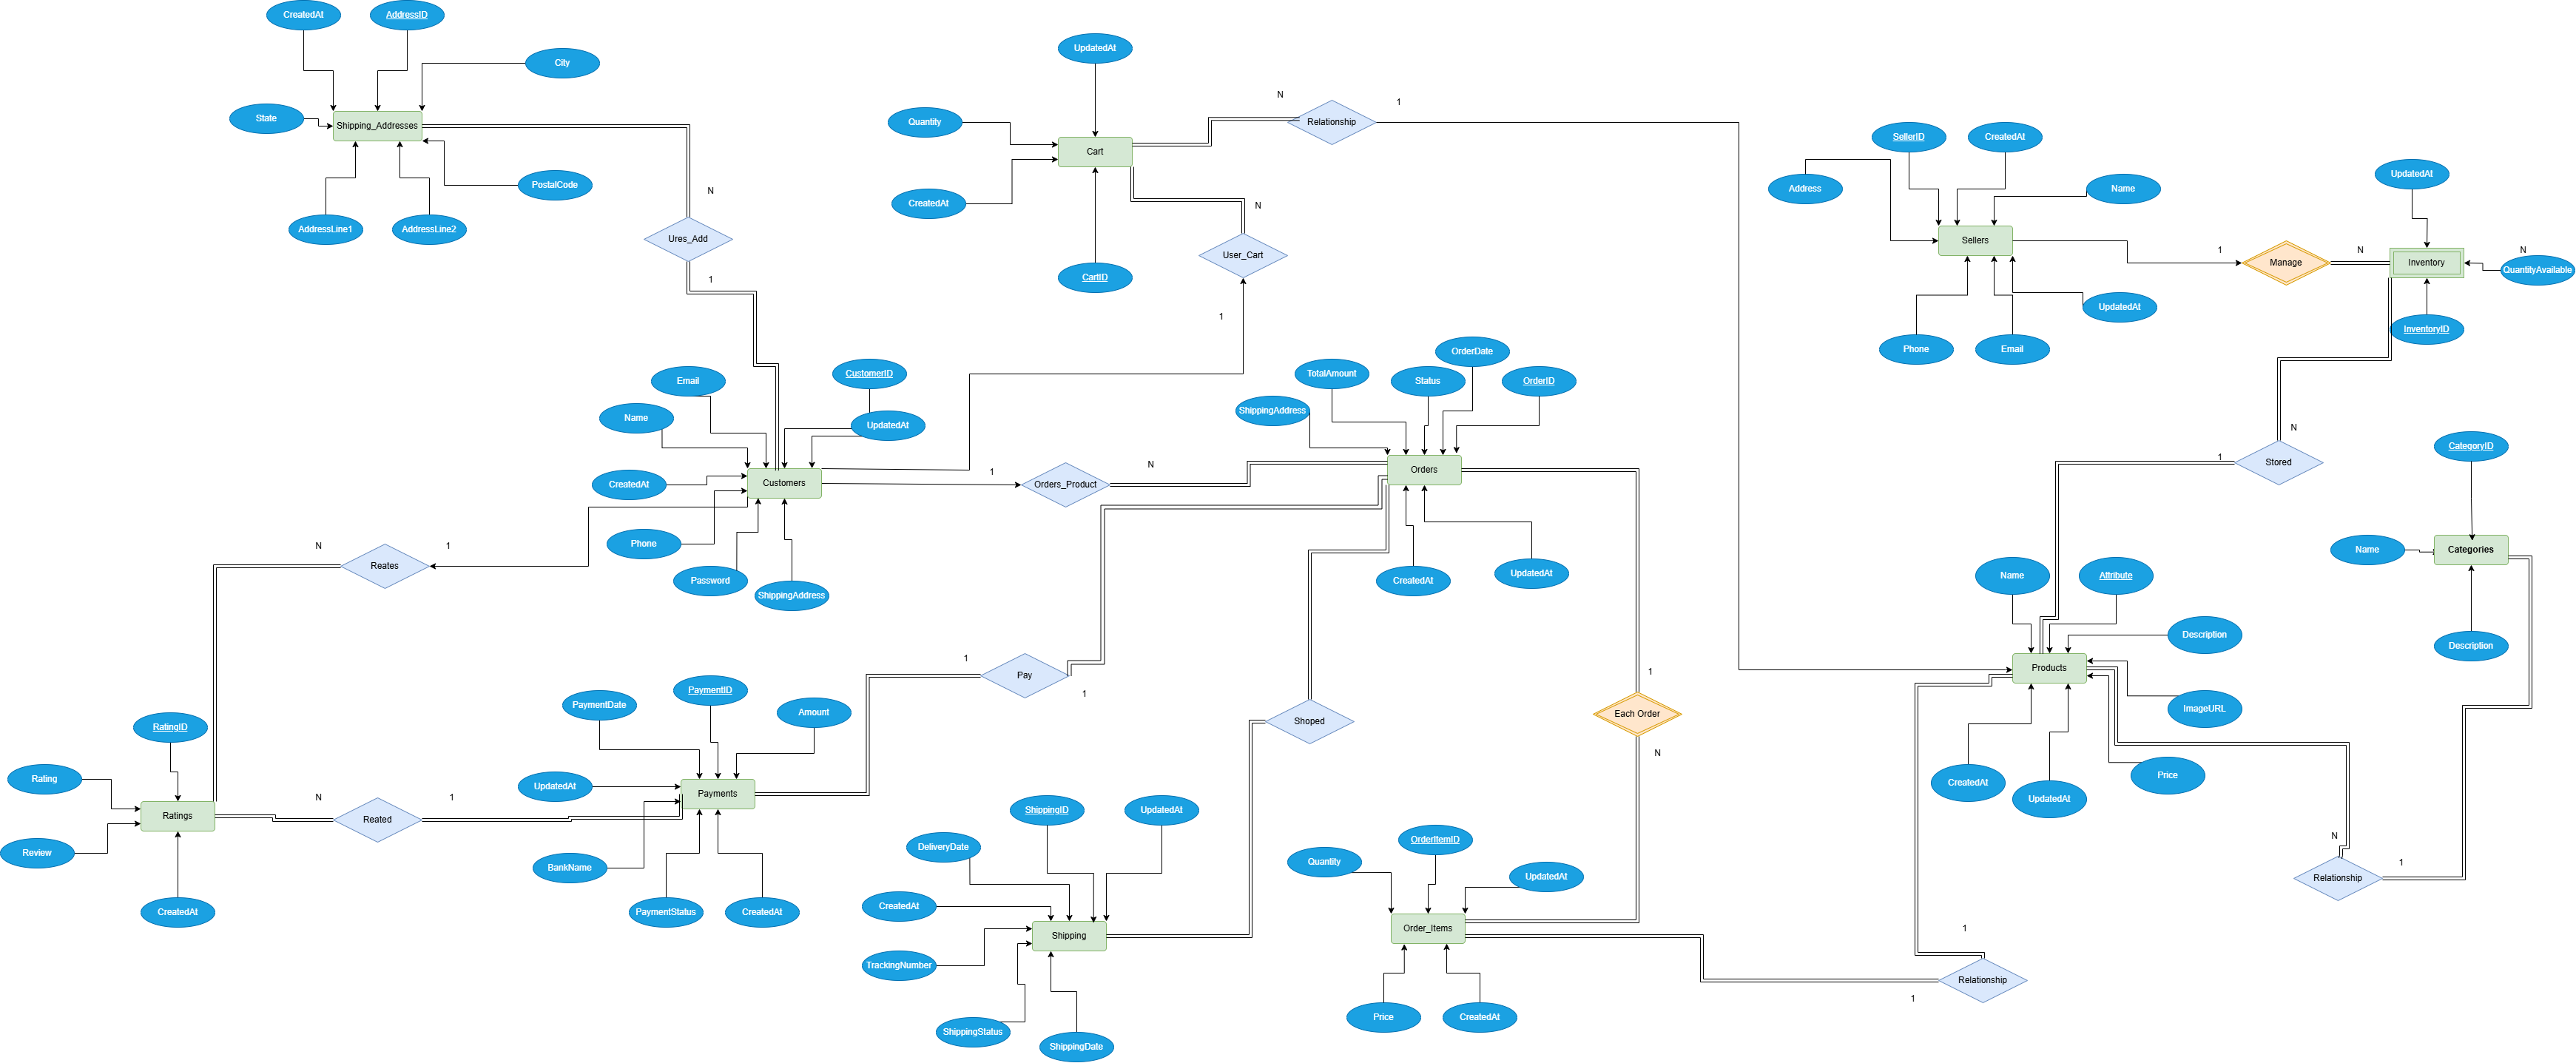 CreatedAt
AddressID
City
State
Shipping_Addresses
PostalCode
AddressLine1
AddressLine2
N
Ures_Add
1
UpdatedAt
Quantity
Cart
CreatedAt
CartID
N
Relationship
1
N
User_Cart
1
SellerID
CreatedAt
Address
Name
Sellers
UpdatedAt
Phone
Email
1
Manage
N
UpdatedAt
Inventory
N
QuantityAvailable
InventoryID
N
Stored
1
Email
CustomerID
Name
UpdatedAt
CreatedAt
Customers
Phone
Password
ShippingAddress
1
Orders_Product
N
OrderDate
TotalAmount
Status
OrderID
ShippingAddress
Orders
CreatedAt
UpdatedAt
CategoryID
Name
Categories
Description
Name
Attribute
Description
Products
ImageURL
CreatedAt
UpdatedAt
Price
N
Relationship
1
N
Reates
1
1
Pay
1
Shoped
1
Each Order
N
RatingID
Rating
Ratings
Review
CreatedAt
N
Reated
1
PaymentDate
PaymentID
Amount
UpdatedAt
Payments
BankName
PaymentStatus
CreatedAt
ShippingID
UpdatedAt
DeliveryDate
CreatedAt
Shipping
TrackingNumber
ShippingStatus
ShippingDate
Quantity
OrderItemID
UpdatedAt
Order_Items
Price
CreatedAt
1
Relationship
1